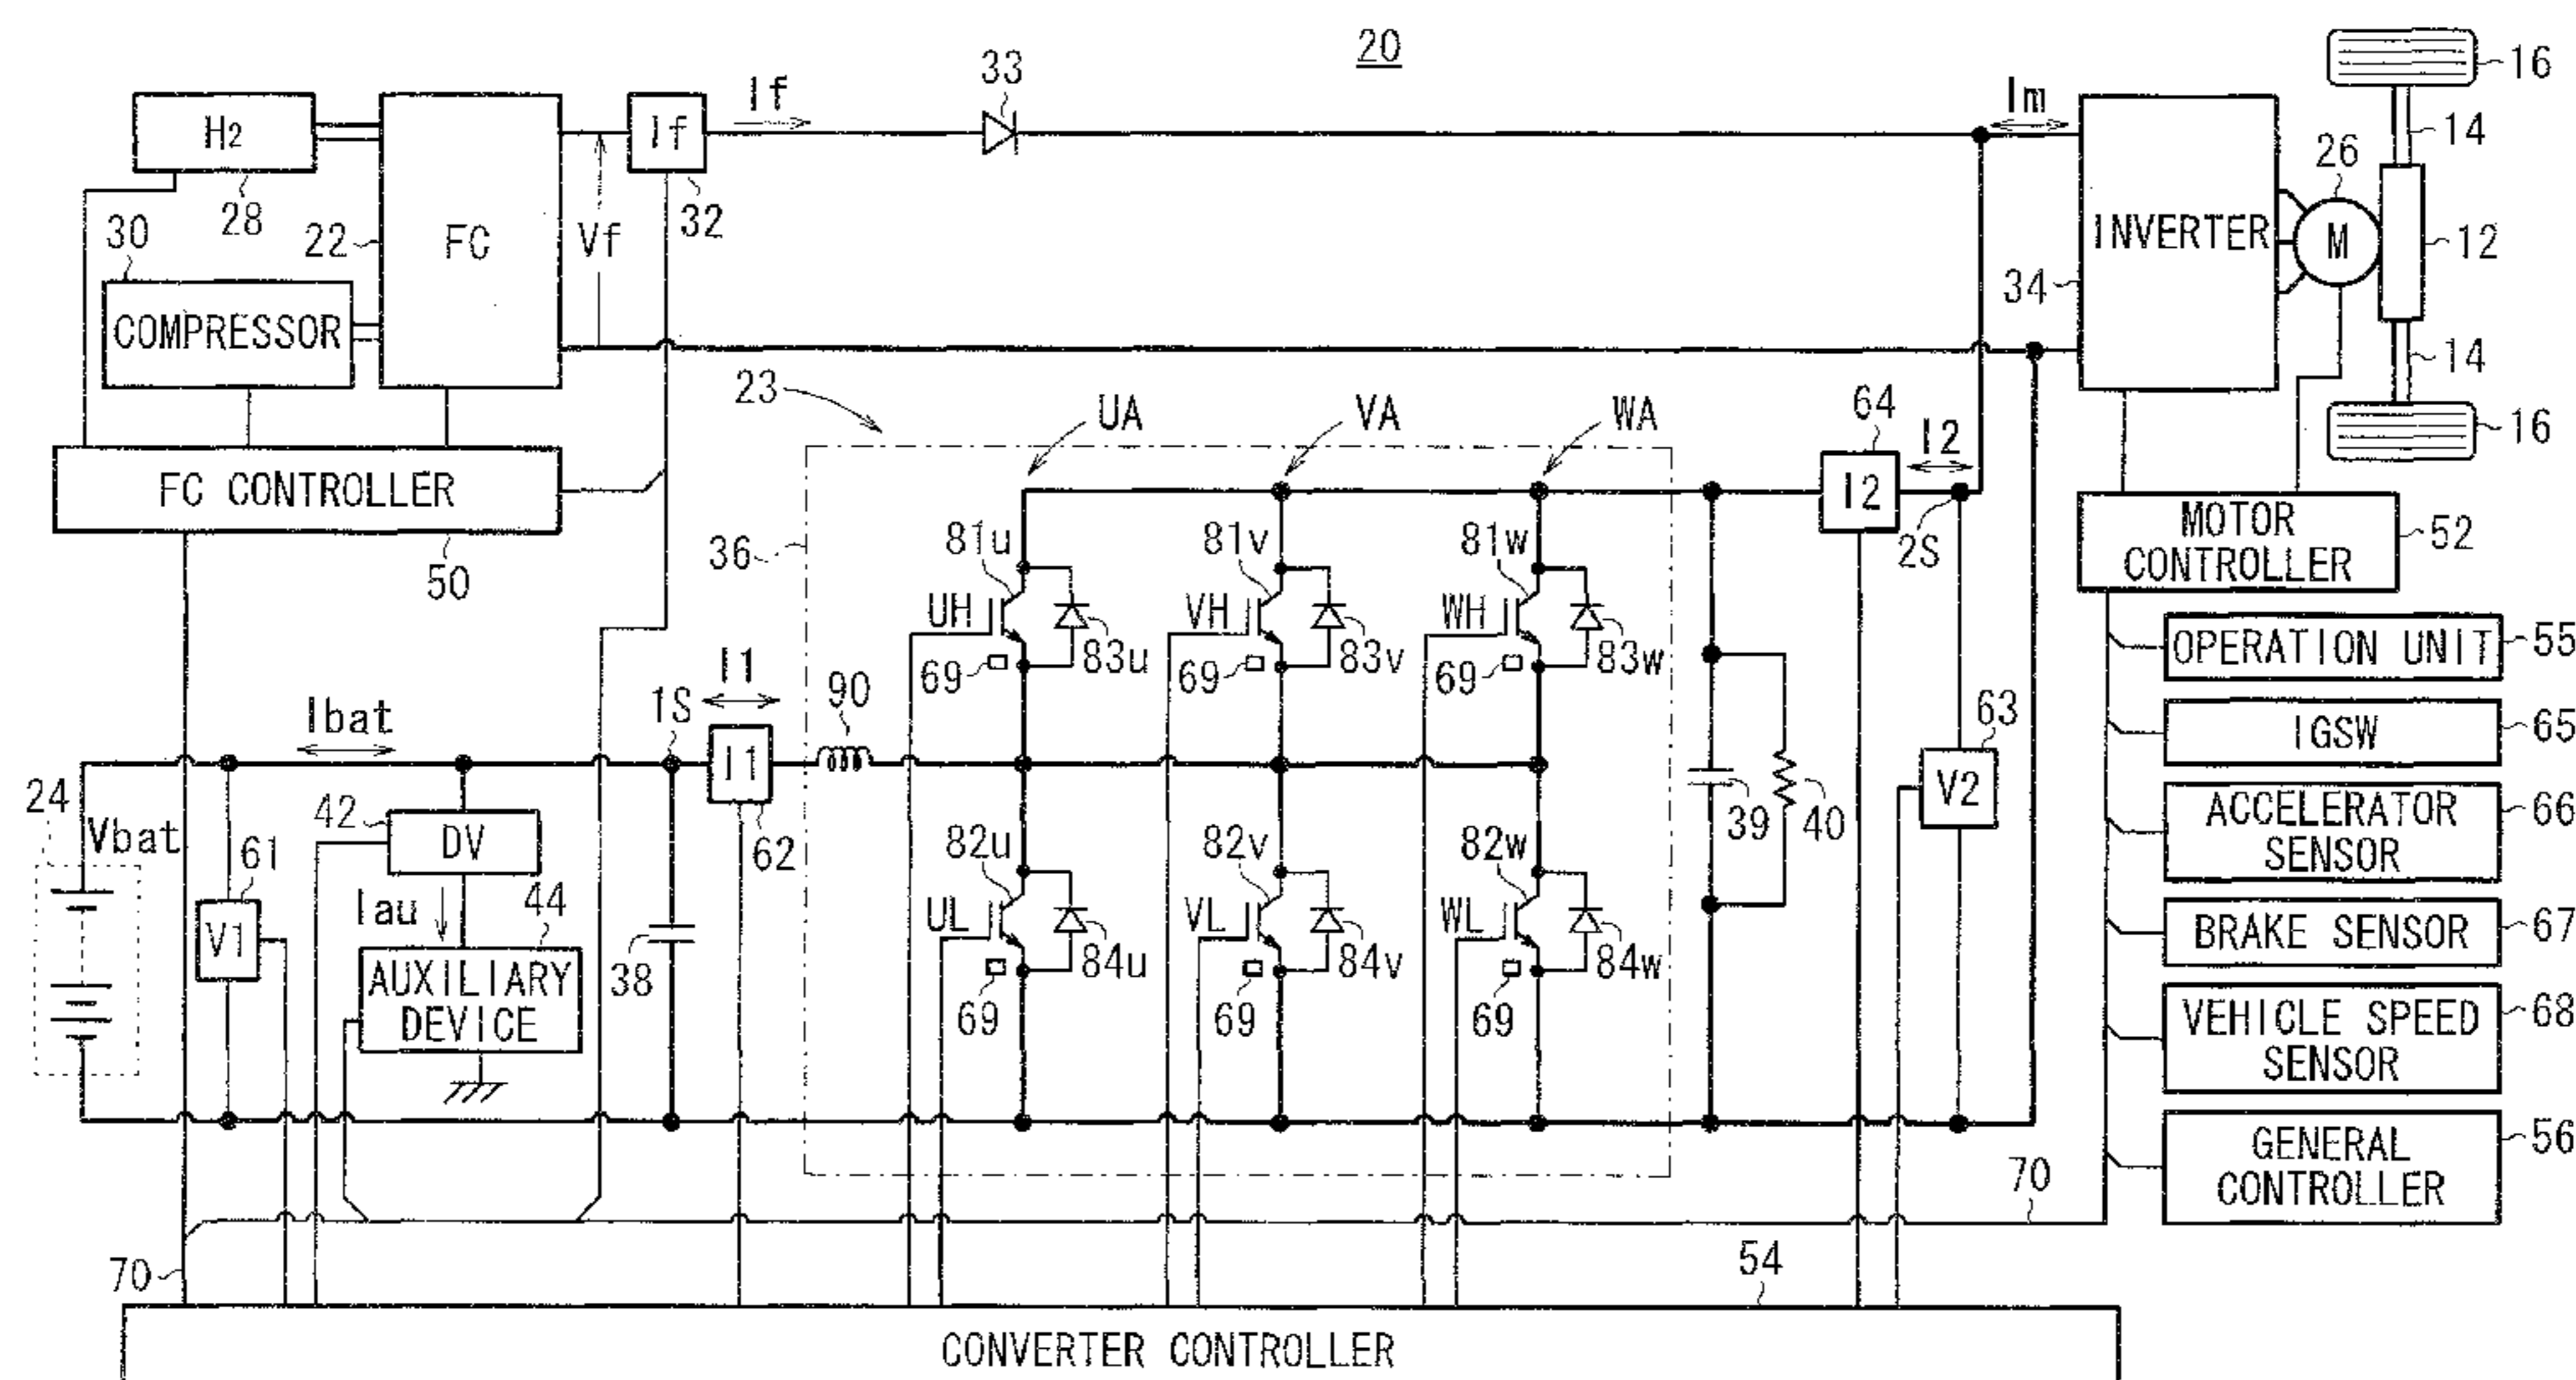 20
33
If
Im
16
H2
If
14
26
28
32
30
22
FC
Vf
INVERTER
M
12
34
COMPRESSOR
14
23
UA
VA
WA
64
I2
16
FC CONTROLLER
50
36
81u
81v
81w
I2
2S
MOTOR
CONTROLLER
52
UH
VH
WH
83u
83v
83w
69
69
69
OPERATION UNIT
55
I1
90
1S
Ibat
I1
62
63
V2
IGSW
65
24
Vbat
42
DV
61
V1
39
40
ACCELERATOR
SENSOR
66
82u
82v
82w
Iau
44
UL
VL
WL
84u
84v
84w
38
69
69
69
BRAKE SENSOR
67
AUXILIARY
DEVICE
VEHICLE SPEED
SENSOR
68
GENERAL
CONTROLLER
56
70
70
54
CONVERTER CONTROLLER